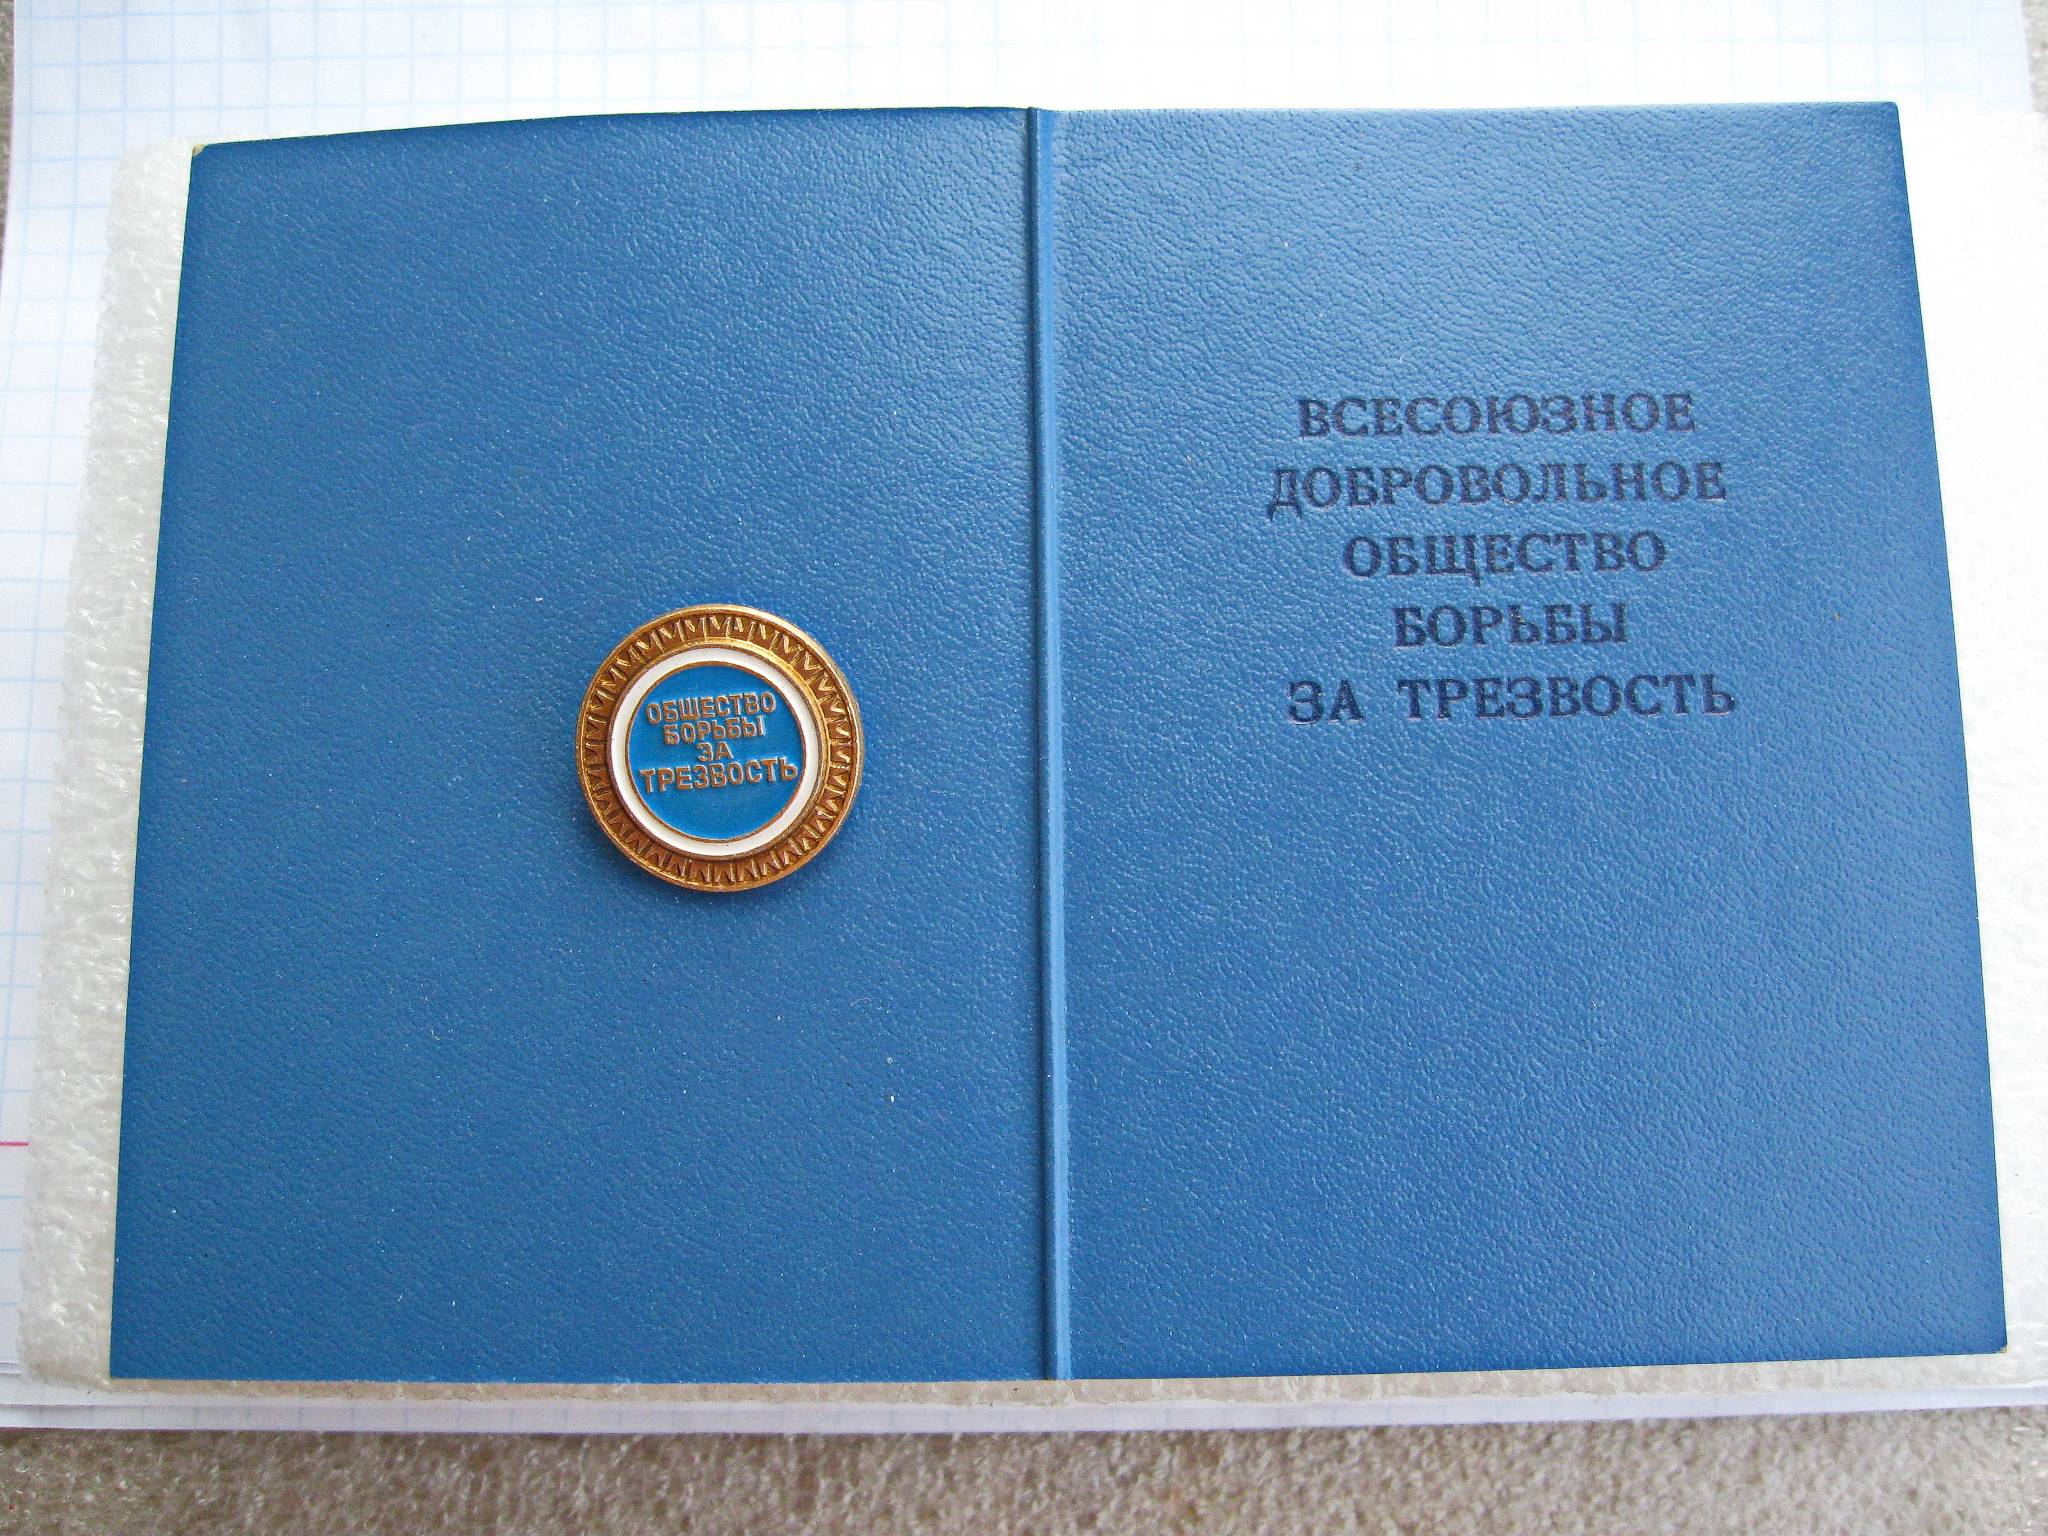 ОБЩЕСТВО
БОРЬБЫ
ЗА
ТРЕЗВОСТЬ
ВСЕСОЮЗНОЕ
ДОБРОВОЛЬНОЕ
ОБЩЕСТВО
БОРЬБЫ
ЗА ТРЕЗВОСТЬ